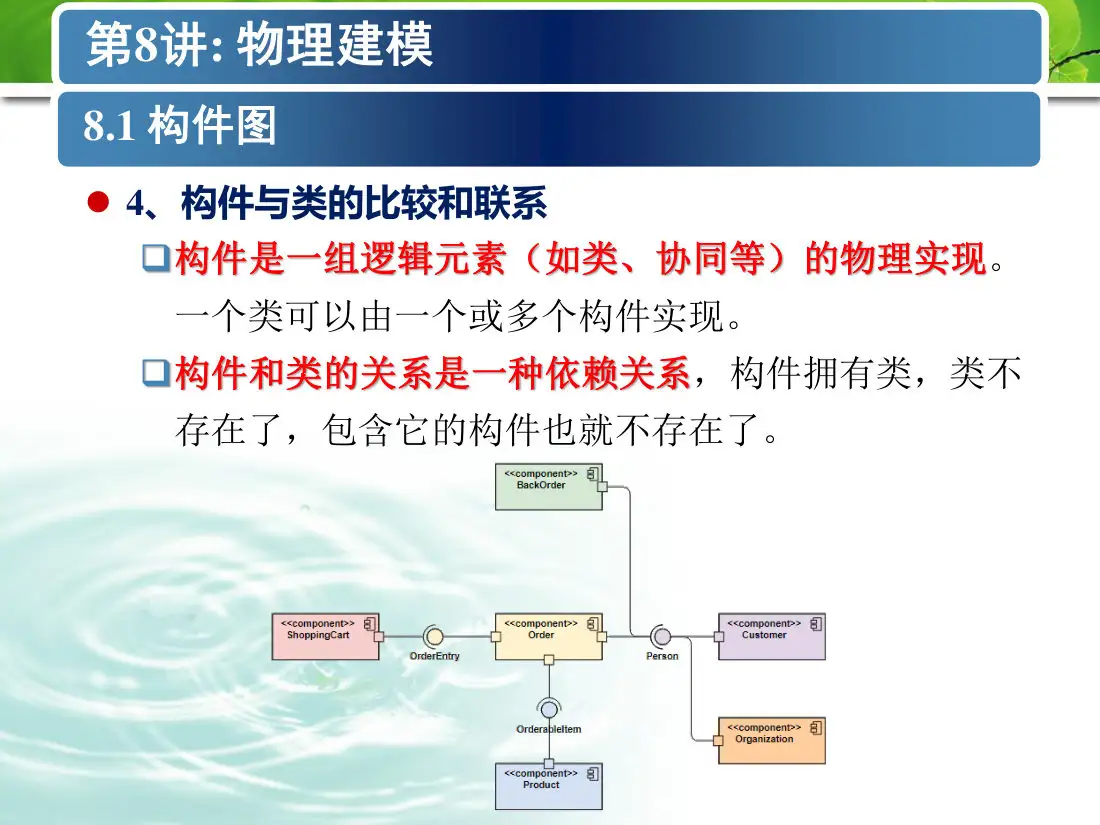 第8讲: 物理建模
8.1 构件图
4、构件与类的比较和联系
构件是一组逻辑元素（如类、协同等）的物理实现。
一个类可以由一个或多个构件实现。
构件和类的关系是一种依赖关系，构件拥有类，类不
存在了，包含它的构件也就不存在了。
<<component>>
BackOrder
<<component>>
ShoppingCart
OrderEntry
<<component>>
Order
Person
<<component>>
Customer
OrderableItem
<<component>>
Organization
<<component>>
Product